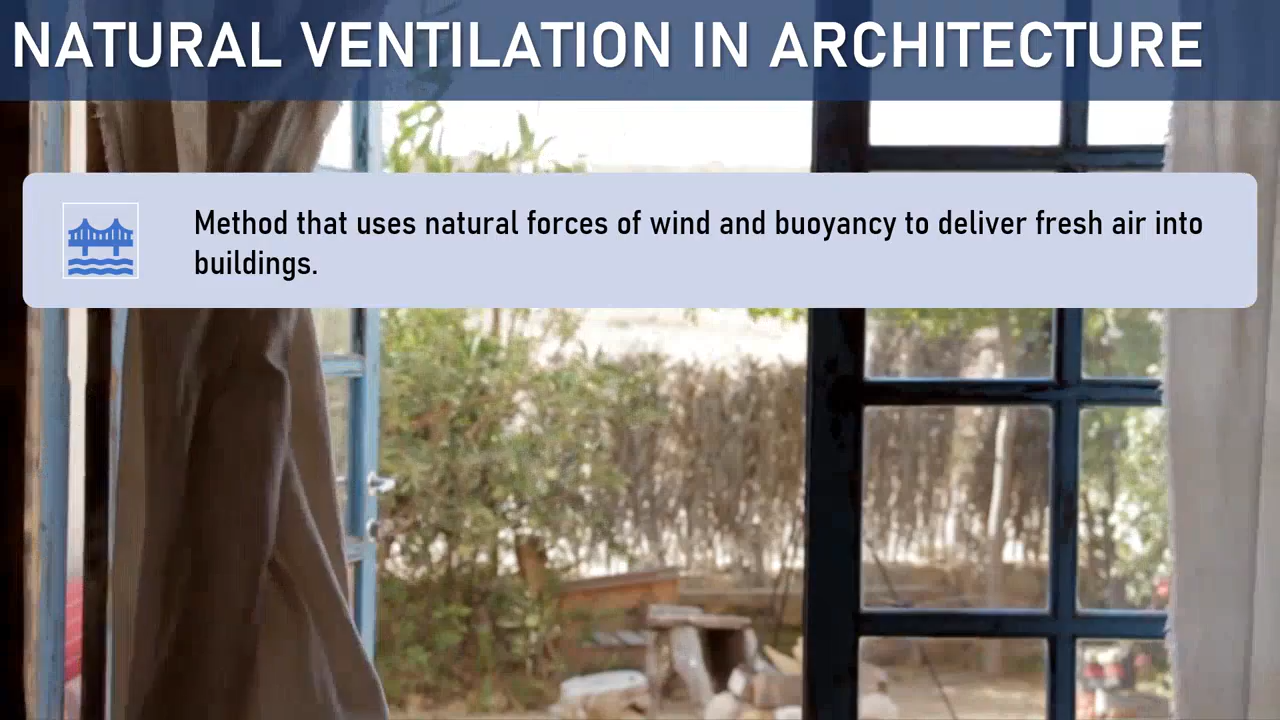 NATURAL VENTILATION IN ARCHITECTURE
Method that uses natural forces of wind and buoyancy to deliver fresh air into
buildings.